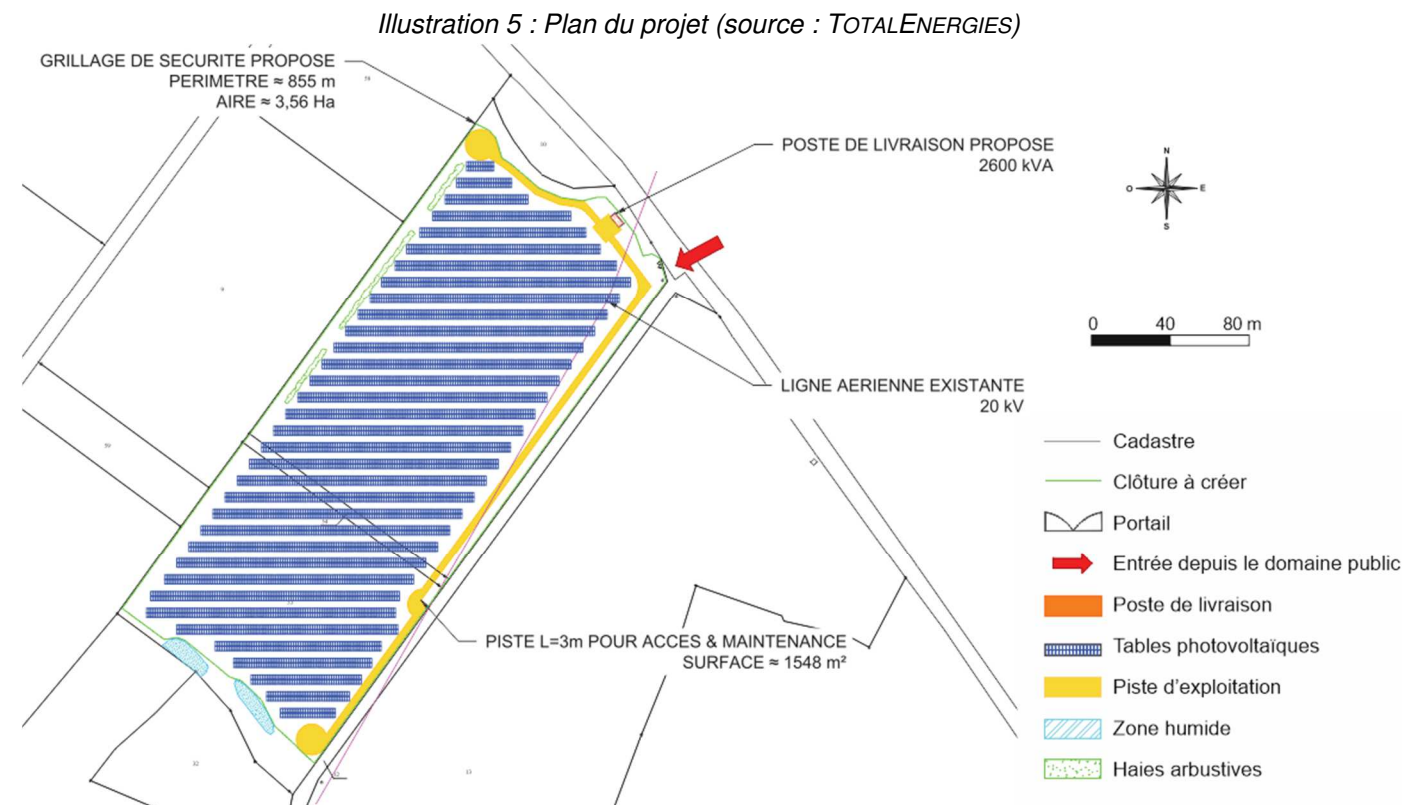 Illustration 5 : Plan du projet (source : TOTALENERGIES)
GRILLAGE DE SECURITE PROPOSE
PERIMETRE ≈ 855 m
AIRE ≈ 3,56 Ha
POSTE DE LIVRAISON PROPOSE
2600 kVA
N
O
E
S
0 40 80 m
LIGNE AERIENNE EXISTANTE
20 kV
PISTE L=3m POUR ACCES & MAINTENANCE
SURFACE ≈ 1548 m²
Cadastre
Clôture à créer
Portail
Entrée depuis le domaine public
Poste de livraison
Tables photovoltaïques
Piste d'exploitation
Zone humide
Haies arbustives